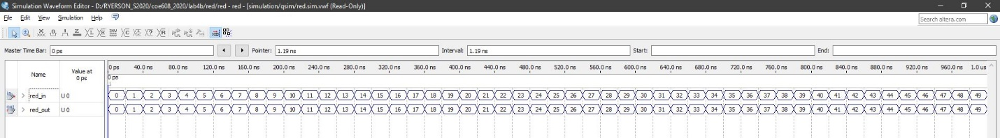 Simulation Waveform Editor - D:/RYERSON_S2020/coe608_2020/lab4b/red/red - red - [simulation/qsim/red.sim.vwf (Read-Only)]
File Edit View Simulation Help
Search altera.com
Master Time Bar: 0 ps Pointer: 1.19 ns Interval: 1.19 ns Start: End:
Name Value at 0 ps
0 ps 40.0 ns 80.0 ns 120.0 ns 160.0 ns 200.0 ns 240.0 ns 280.0 ns 320.0 ns 360.0 ns 400.0 ns 440.0 ns 480.0 ns 520.0 ns 560.0 ns 600.0 ns 640.0 ns 680.0 ns 720.0 ns 760.0 ns 800.0 ns 840.0 ns 880.0 ns 920.0 ns 960.0 ns 1.0 us
0 ps
red_in U 0 0 1 2 3 4 5 6 7 8 9 10 11 12 13 14 15 16 17 18 19 20 21 22 23 24 25 26 27 28 29 30 31 32 33 34 35 36 37 38 39 40 41 42 43 44 45 46 47 48 49
red_out U 0 0 1 2 3 4 5 6 7 8 9 10 11 12 13 14 15 16 17 18 19 20 21 22 23 24 25 26 27 28 29 30 31 32 33 34 35 36 37 38 39 40 41 42 43 44 45 46 47 48 49